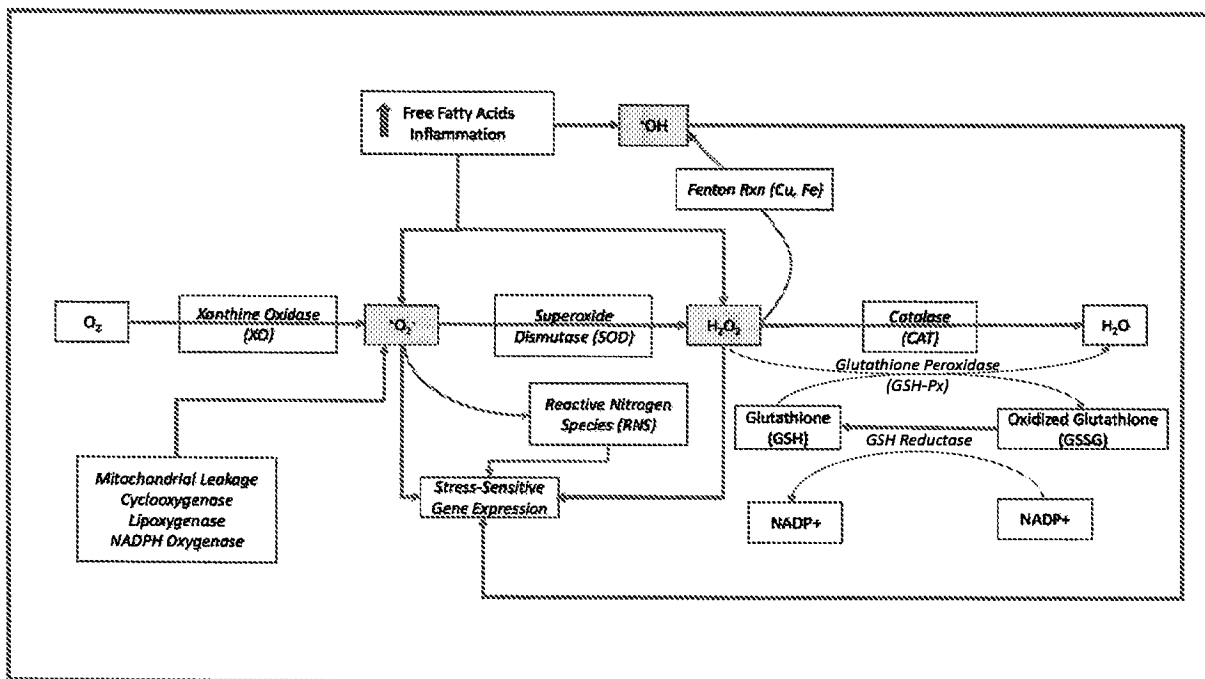 Free Fatty Acids
Inflammation
•OH
Fenton Rxn (Cu, Fe)
O₂
Xanthine Oxidase
(XO)
•O₂⁻
Superoxide
Dismutase (SOD)
H₂O₂
Catalase
(CAT)
H₂O
Glutathione Peroxidase
(GSH-Px)
Reactive Nitrogen
Species (RNS)
Glutathione
(GSH)
Oxidized Glutathione
(GSSG)
GSH Reductase
Mitochondrial Leakage
Cyclooxygenase
Lipoxygenase
NADPH Oxygenase
Stress-Sensitive
Gene Expression
NADP+
NADP+